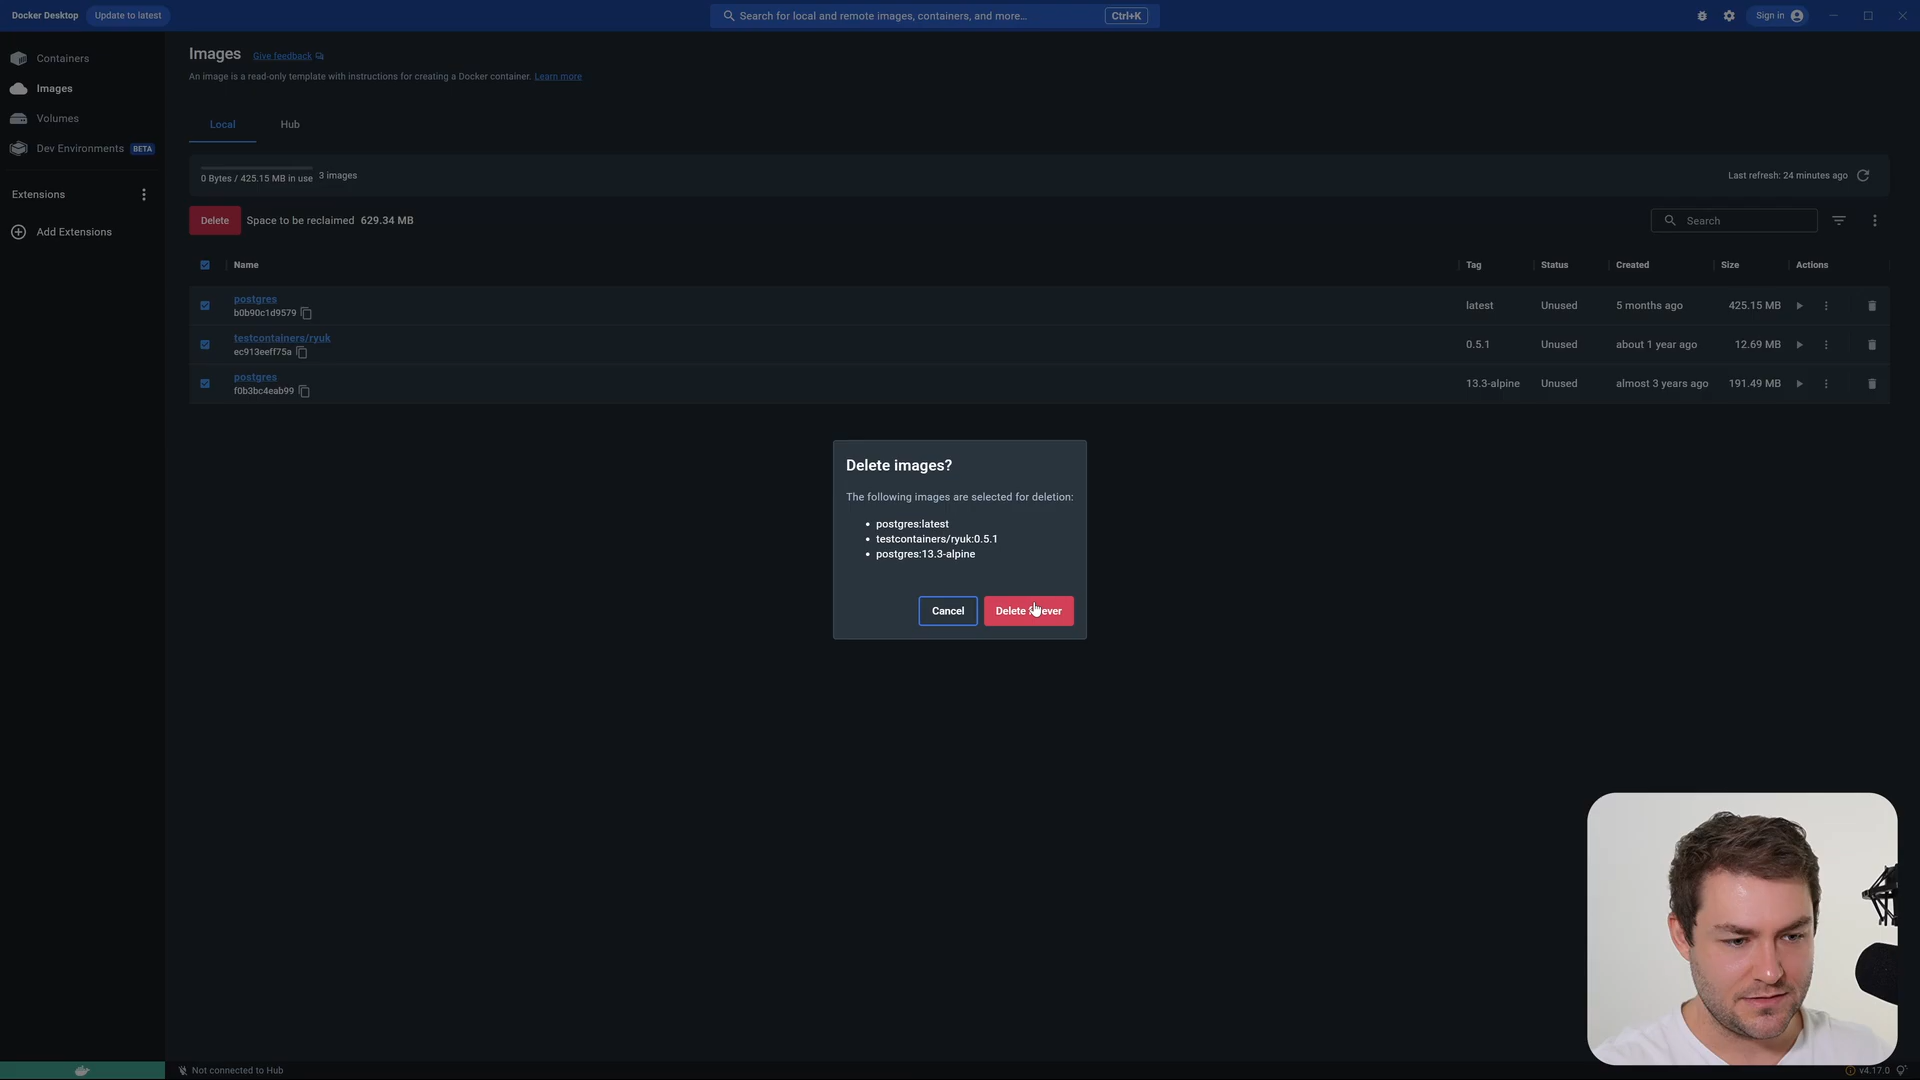 Docker Desktop
Update to latest
Search for local and remote images, containers, and more...
Ctrl+K
Sign in
Containers
Images
Volumes
Dev Environments BETA
Extensions
Add Extensions
Images Give feedback
An image is a read-only template with instructions for creating a Docker container. Learn more
Local Hub
0 Bytes / 425.15 MB in use 3 images
Last refresh: 24 minutes ago
Delete Space to be reclaimed 629.34 MB
Search
Name Tag Status Created Size Actions
postgres
b0b90c1d9579
latest Unused 5 months ago 425.15 MB
testcontainers/ryuk
ec913eeff75a
0.5.1 Unused about 1 year ago 12.69 MB
postgres
f0b3bc4eab99
13.3-alpine Unused almost 3 years ago 191.49 MB
Delete images?
The following images are selected for deletion:
• postgres:latest
• testcontainers/ryuk:0.5.1
• postgres:13.3-alpine
Cancel
Delete
Not connected to Hub
v4.17.0